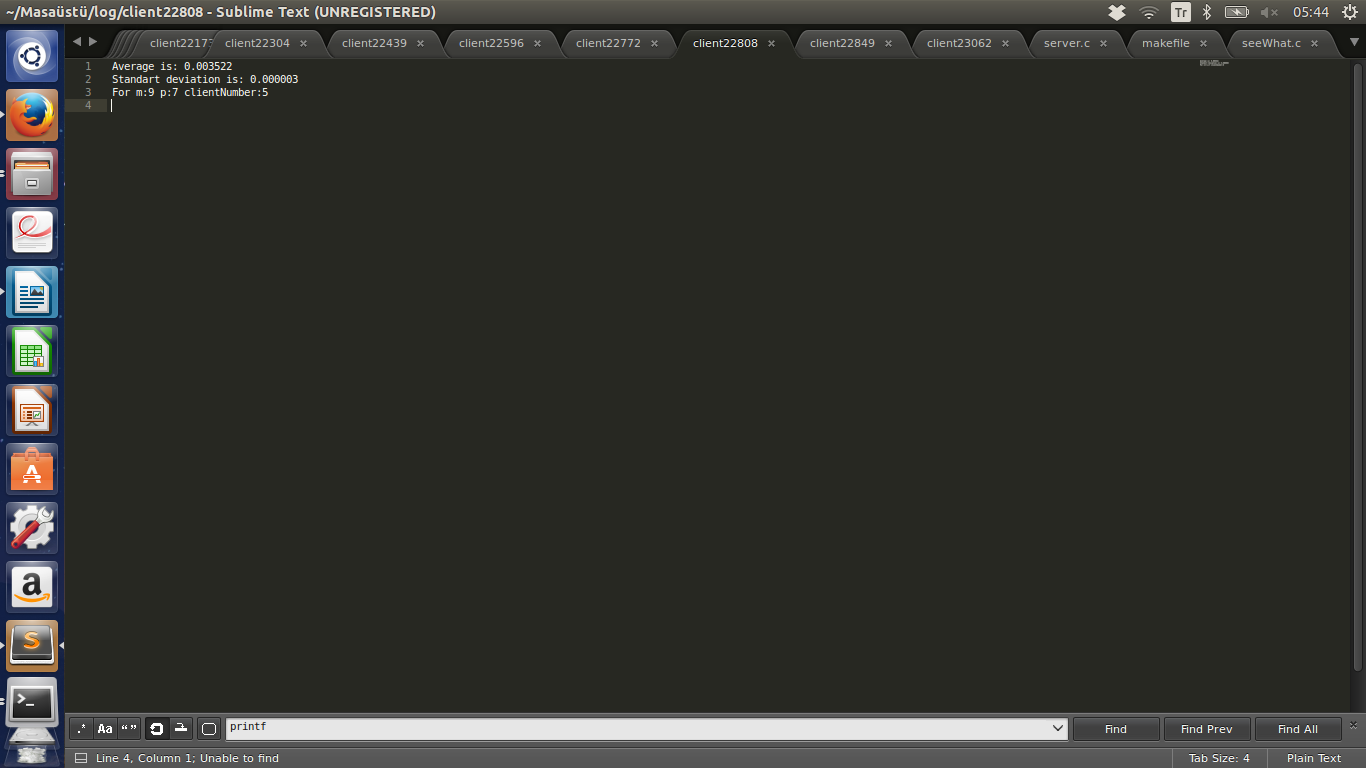 ~/Masaüstü/log/client22808 - Sublime Text (UNREGISTERED)
Tr
05:44
client2217
client22304
client22439
client22596
client22772
client22808
client22849
client23062
server.c
makefile
seeWhat.c
1 Average is: 0.003522
2 Standart deviation is: 0.000003
3 For m:9 p:7 clientNumber:5
4
.* Aa “ ” printf Find Find Prev Find All
Line 4, Column 1; Unable to find
Tab Size: 4
Plain Text